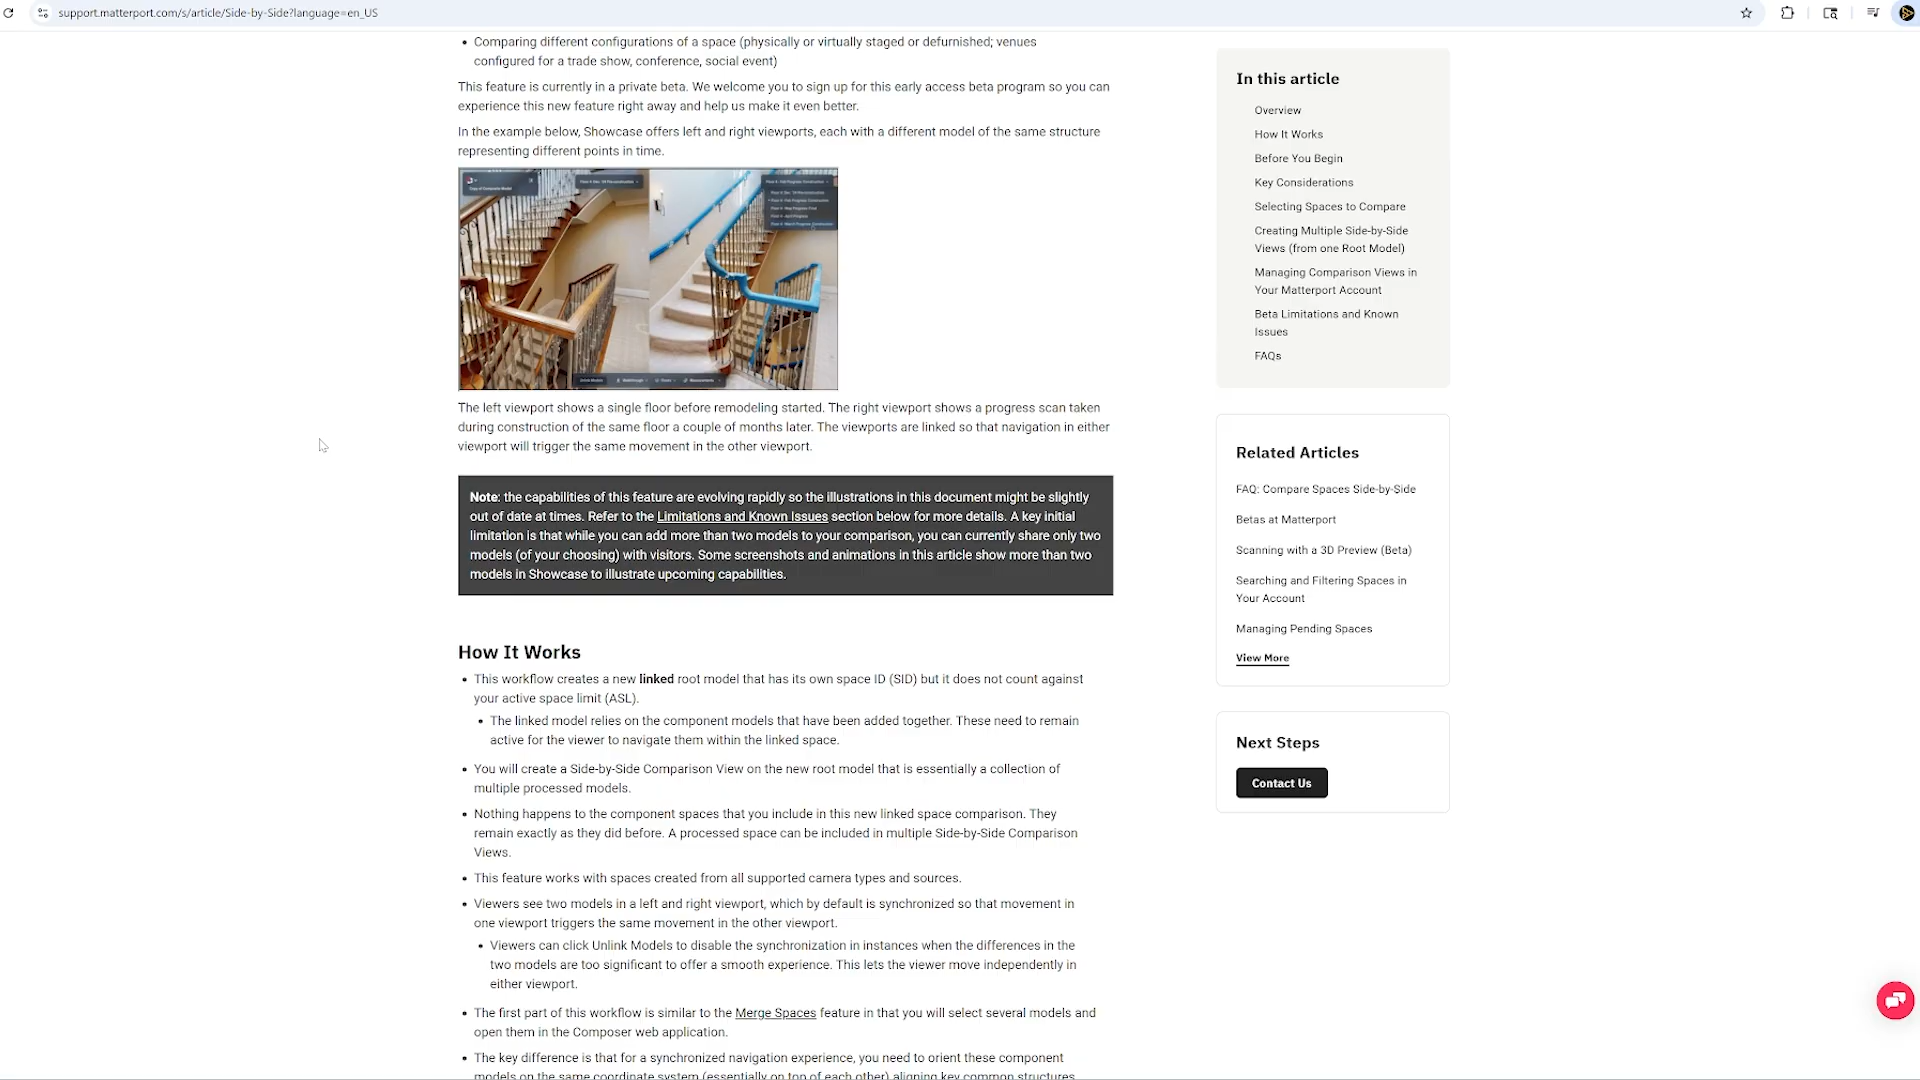 support.matterport.com/s/article/Side-by-Side?language=en_US
• Comparing different configurations of a space (physically or virtually staged or defurnished; venues
configured for a trade show, conference, social event)
This feature is currently in a private beta. We welcome you to sign up for this early access beta program so you can
experience this new feature right away and help us make it even better.
In the example below, Showcase offers left and right viewports, each with a different model of the same structure
representing different points in time.
Copy of Composite Model
Unlink Models
Walkthrough
Measurements
The left viewport shows a single floor before remodeling started. The right viewport shows a progress scan taken
during construction of the same floor a couple of months later. The viewports are linked so that navigation in either
viewport will trigger the same movement in the other viewport.
Note: the capabilities of this feature are evolving rapidly so the illustrations in this document might be slightly
out of date at times. Refer to the Limitations and Known Issues section below for more details. A key initial
limitation is that while you can add more than two models to your comparison, you can currently share only two
models (of your choosing) with visitors. Some screenshots and animations in this article show more than two
models in Showcase to illustrate upcoming capabilities.
How It Works
• This workflow creates a new linked root model that has its own space ID (SID) but it does not count against
your active space limit (ASL).
• The linked model relies on the component models that have been added together. These need to remain
active for the viewer to navigate them within the linked space.
• You will create a Side-by-Side Comparison View on the new root model that is essentially a collection of
multiple processed models.
• Nothing happens to the component spaces that you include in this new linked space comparison. They
remain exactly as they did before. A processed space can be included in multiple Side-by-Side Comparison
Views.
• This feature works with spaces created from all supported camera types and sources.
• Viewers see two models in a left and right viewport, which by default is synchronized so that movement in
one viewport triggers the same movement in the other viewport.
• Viewers can click Unlink Models to disable the synchronization in instances when the differences in the
two models are too significant to offer a smooth experience. This lets the viewer move independently in
either viewport.
• The first part of this workflow is similar to the Merge Spaces feature in that you will select several models and
open them in the Composer web application.
• The key difference is that for a synchronized navigation experience, you need to orient these component
models on the same coordinate system (essentially on top of each other) aligning key common structures
In this article
Overview
How It Works
Before You Begin
Key Considerations
Selecting Spaces to Compare
Creating Multiple Side-by-Side
Views (from one Root Model)
Managing Comparison Views in
Your Matterport Account
Beta Limitations and Known
Issues
FAQs
Related Articles
FAQ: Compare Spaces Side-by-Side
Betas at Matterport
Scanning with a 3D Preview (Beta)
Searching and Filtering Spaces in
Your Account
Managing Pending Spaces
View More
Next Steps
Contact Us